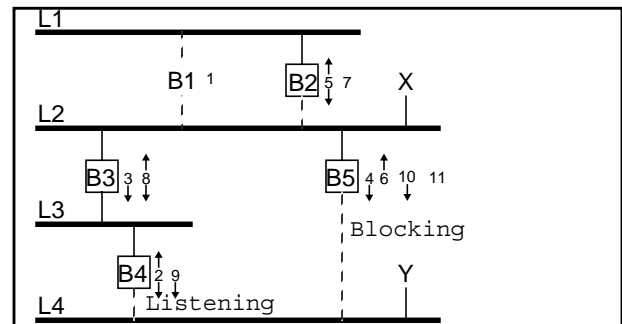 L1
B1 1
B2 5 7
X
L2
B3 3 8
B5 4 6 10 11
L3
Blocking
B4 2 9
Y
Listening
L4